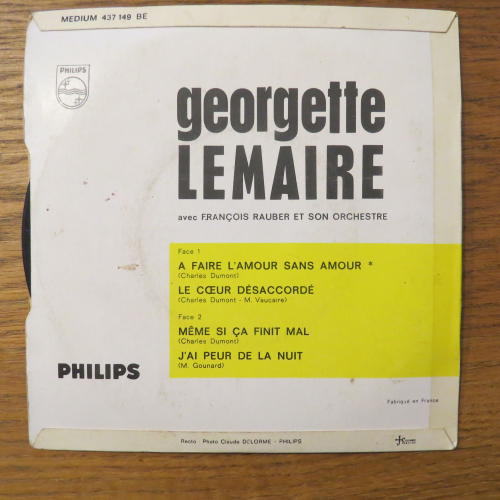 MEDIUM 437 149 BE
PHILIPS
georgette
LEMAIRE
avec FRANÇOIS RAUBER ET SON ORCHESTRE
Face 1
A FAIRE L'AMOUR SANS AMOUR *
(Charles Dumont)
LE CŒUR DÉSACCORDÉ
(Charles Dumont - M. Vaucaire)
Face 2
MÊME SI ÇA FINIT MAL
(Charles Dumont)
J'AI PEUR DE LA NUIT
(M. Gounard)
PHILIPS
Fabriqué en France
Recto : Photo Claude DELORME - PHILIPS